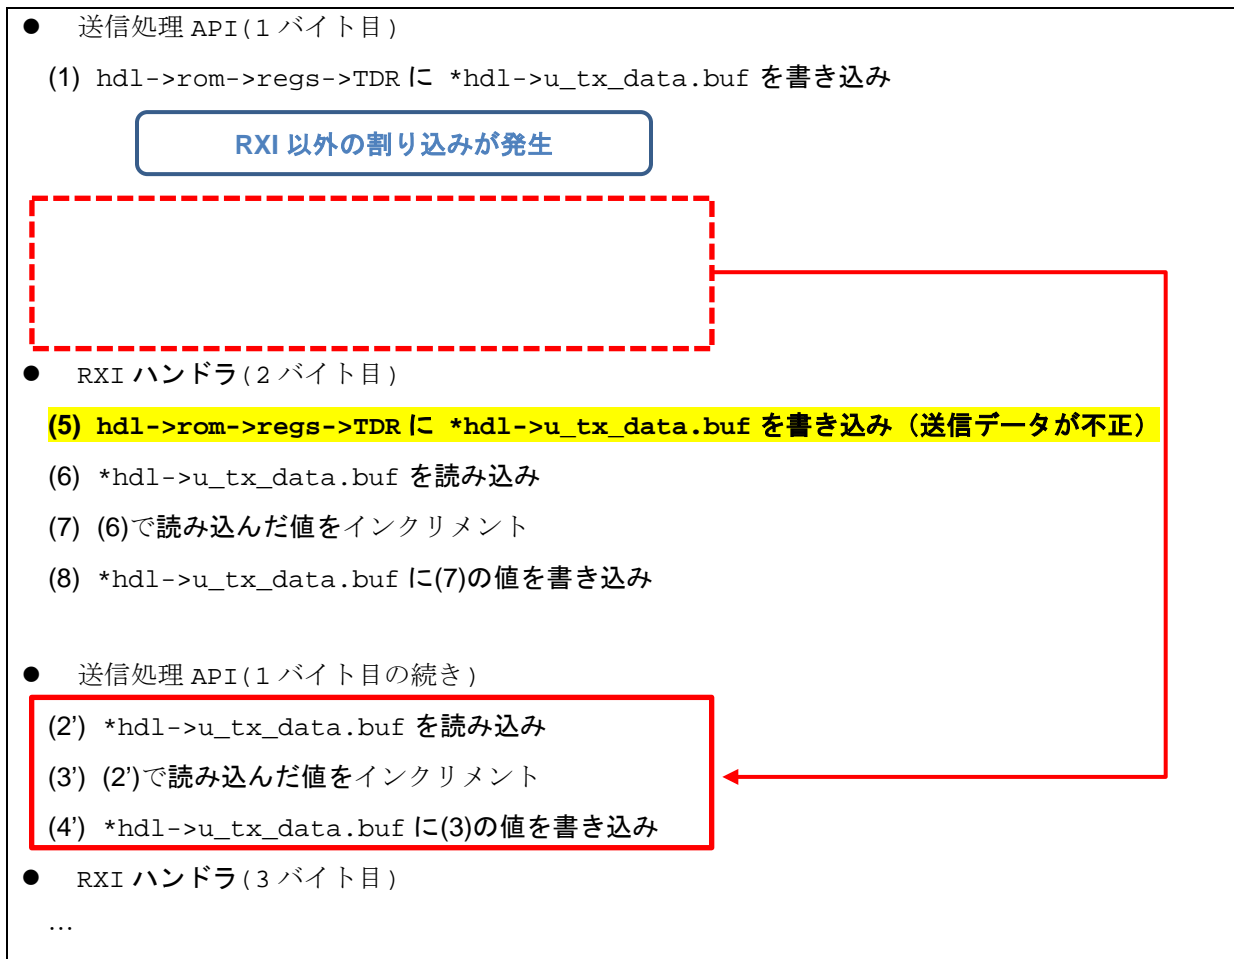 ● 送信処理 API(1 バイト目)
(1) hdl->rom->regs->TDR に *hdl->u_tx_data.buf を書き込み
RXI 以外の割り込みが発生
● RXI ハンドラ(2 バイト目)
(5) hdl->rom->regs->TDR に *hdl->u_tx_data.buf を書き込み（送信データが不正）
(6) *hdl->u_tx_data.buf を読み込み
(7) (6)で読み込んだ値をインクリメント
(8) *hdl->u_tx_data.buf に(7)の値を書き込み
● 送信処理 API(1 バイト目の続き)
(2') *hdl->u_tx_data.buf を読み込み
(3') (2')で読み込んだ値をインクリメント
(4') *hdl->u_tx_data.buf に(3)の値を書き込み
● RXI ハンドラ(3 バイト目)
…